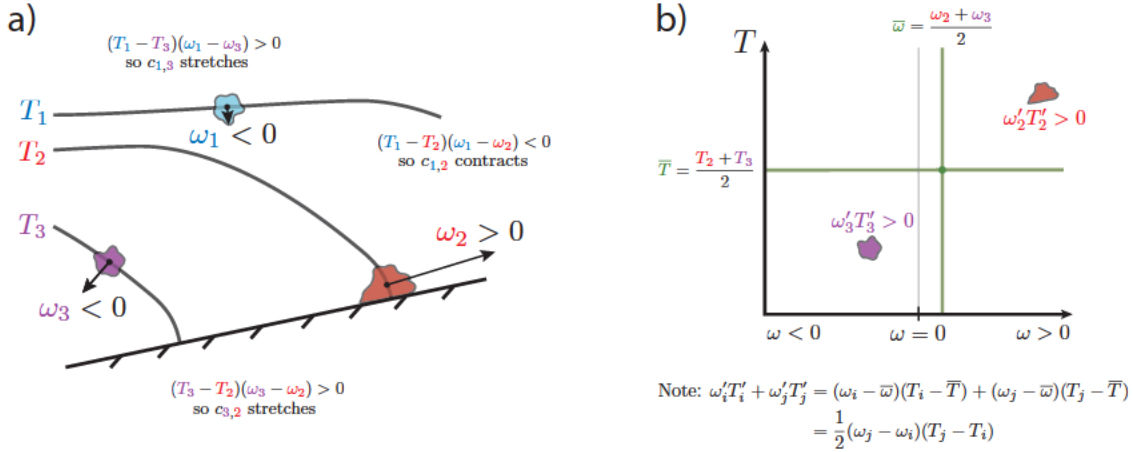 a)
(T₁ − T₃)(ω₁ − ω₃) > 0
so c₁,₃ stretches
T₁
ω₁ < 0
T₂
(T₁ − T₂)(ω₁ − ω₂) < 0
so c₁,₂ contracts
T₃
ω₂ > 0
ω₃ < 0
(T₃ − T₂)(ω₃ − ω₂) > 0
so c₃,₂ stretches
b)
ω̅ = (ω₂ + ω₃)/2
T
ω₂′T₂′ > 0
T̅ = (T₂ + T₃)/2
ω₃′T₃′ > 0
ω < 0 ω = 0 ω > 0
Note: ωᵢ′Tᵢ′ + ωⱼ′Tⱼ′ = (ωᵢ − ω̅)(Tᵢ − T̅) + (ωⱼ − ω̅)(Tⱼ − T̅)
= 1/2(ωⱼ − ωᵢ)(Tⱼ − Tᵢ)